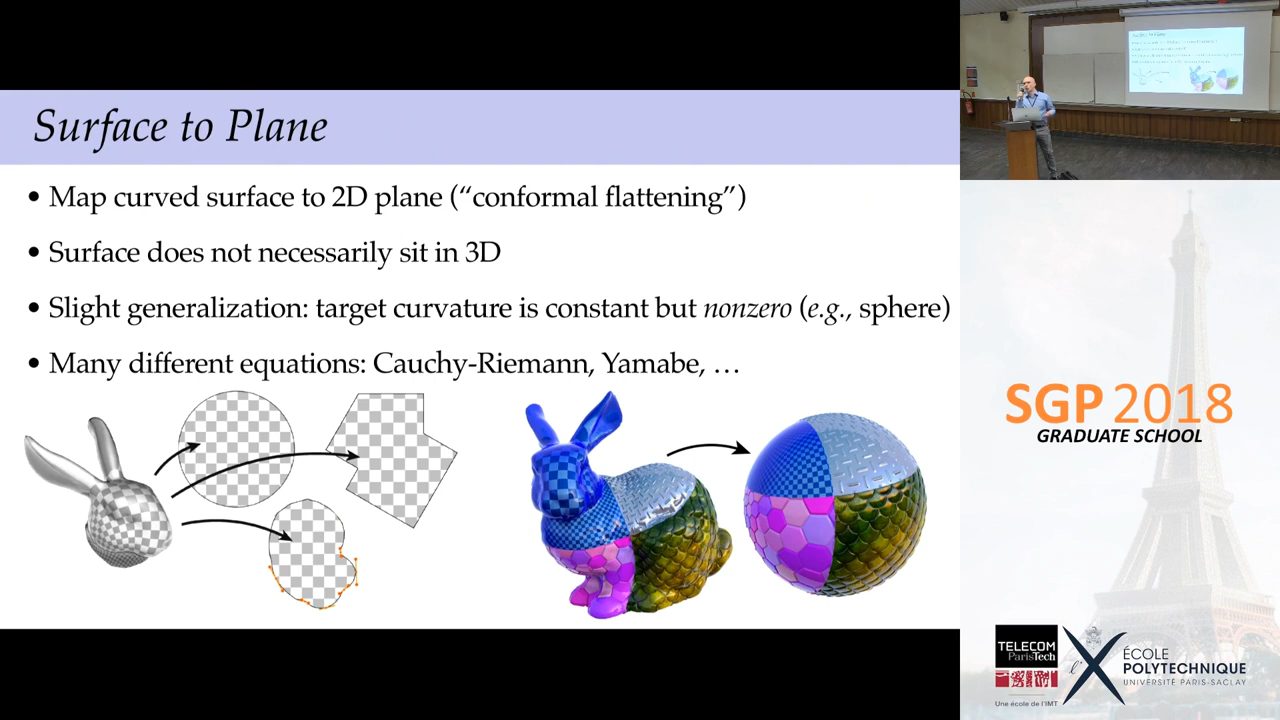 Surface to Plane
• Map curved surface to 2D plane (“conformal flattening”)
• Surface does not necessarily sit in 3D
• Slight generalization: target curvature is constant but nonzero (e.g., sphere)
• Many different equations: Cauchy-Riemann, Yamabe, …
SGP 2018
GRADUATE SCHOOL
TELECOM
ParisTech
Une école de l'IMT
l'X
ÉCOLE
POLYTECHNIQUE
UNIVERSITÉ PARIS-SACLAY